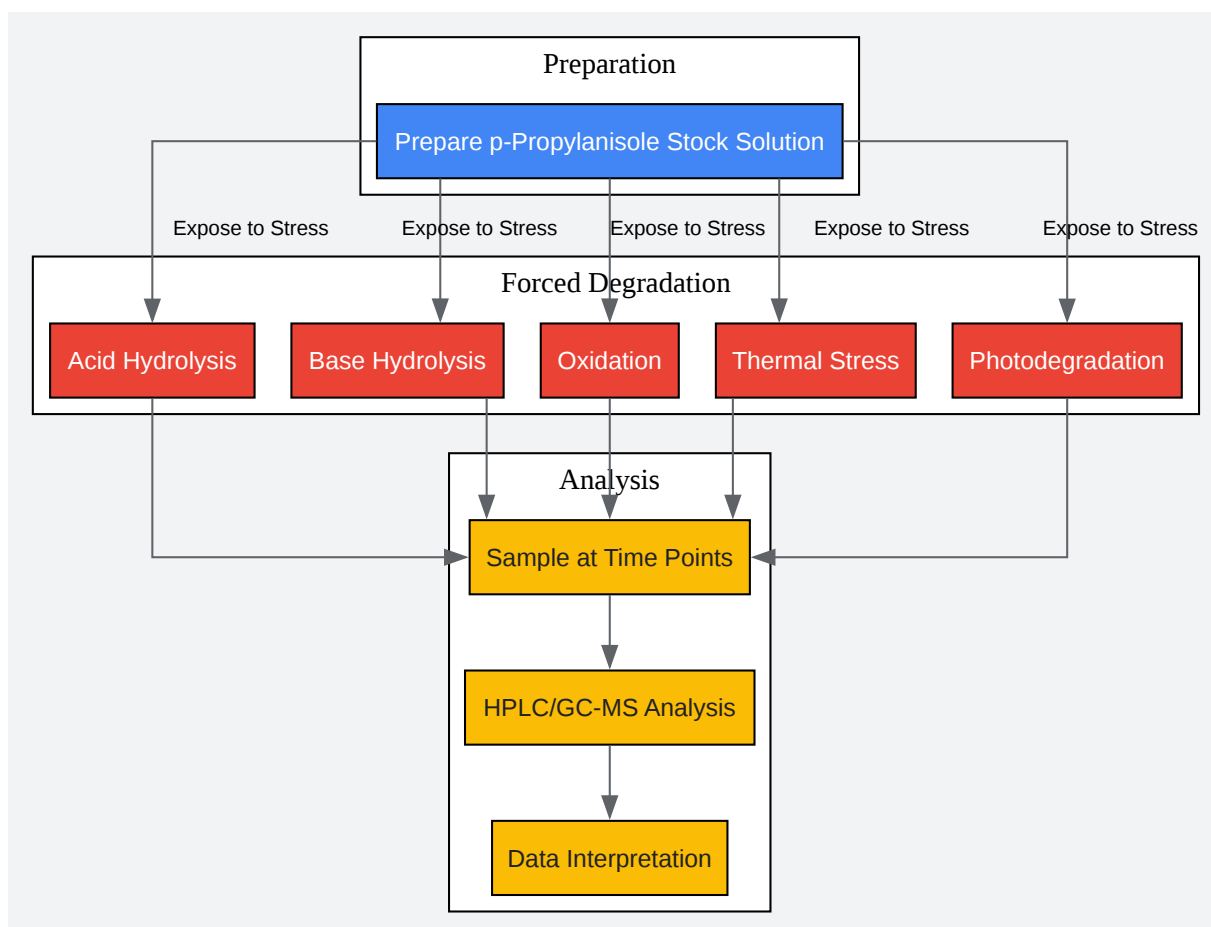 Preparation
Prepare p-Propylanisole Stock Solution
Expose to Stress
Expose to Stress
Expose to Stress
Expose to Stress
Expose to Stress
Forced Degradation
Acid Hydrolysis
Base Hydrolysis
Oxidation
Thermal Stress
Photodegradation
Analysis
Sample at Time Points
HPLC/GC-MS Analysis
Data Interpretation